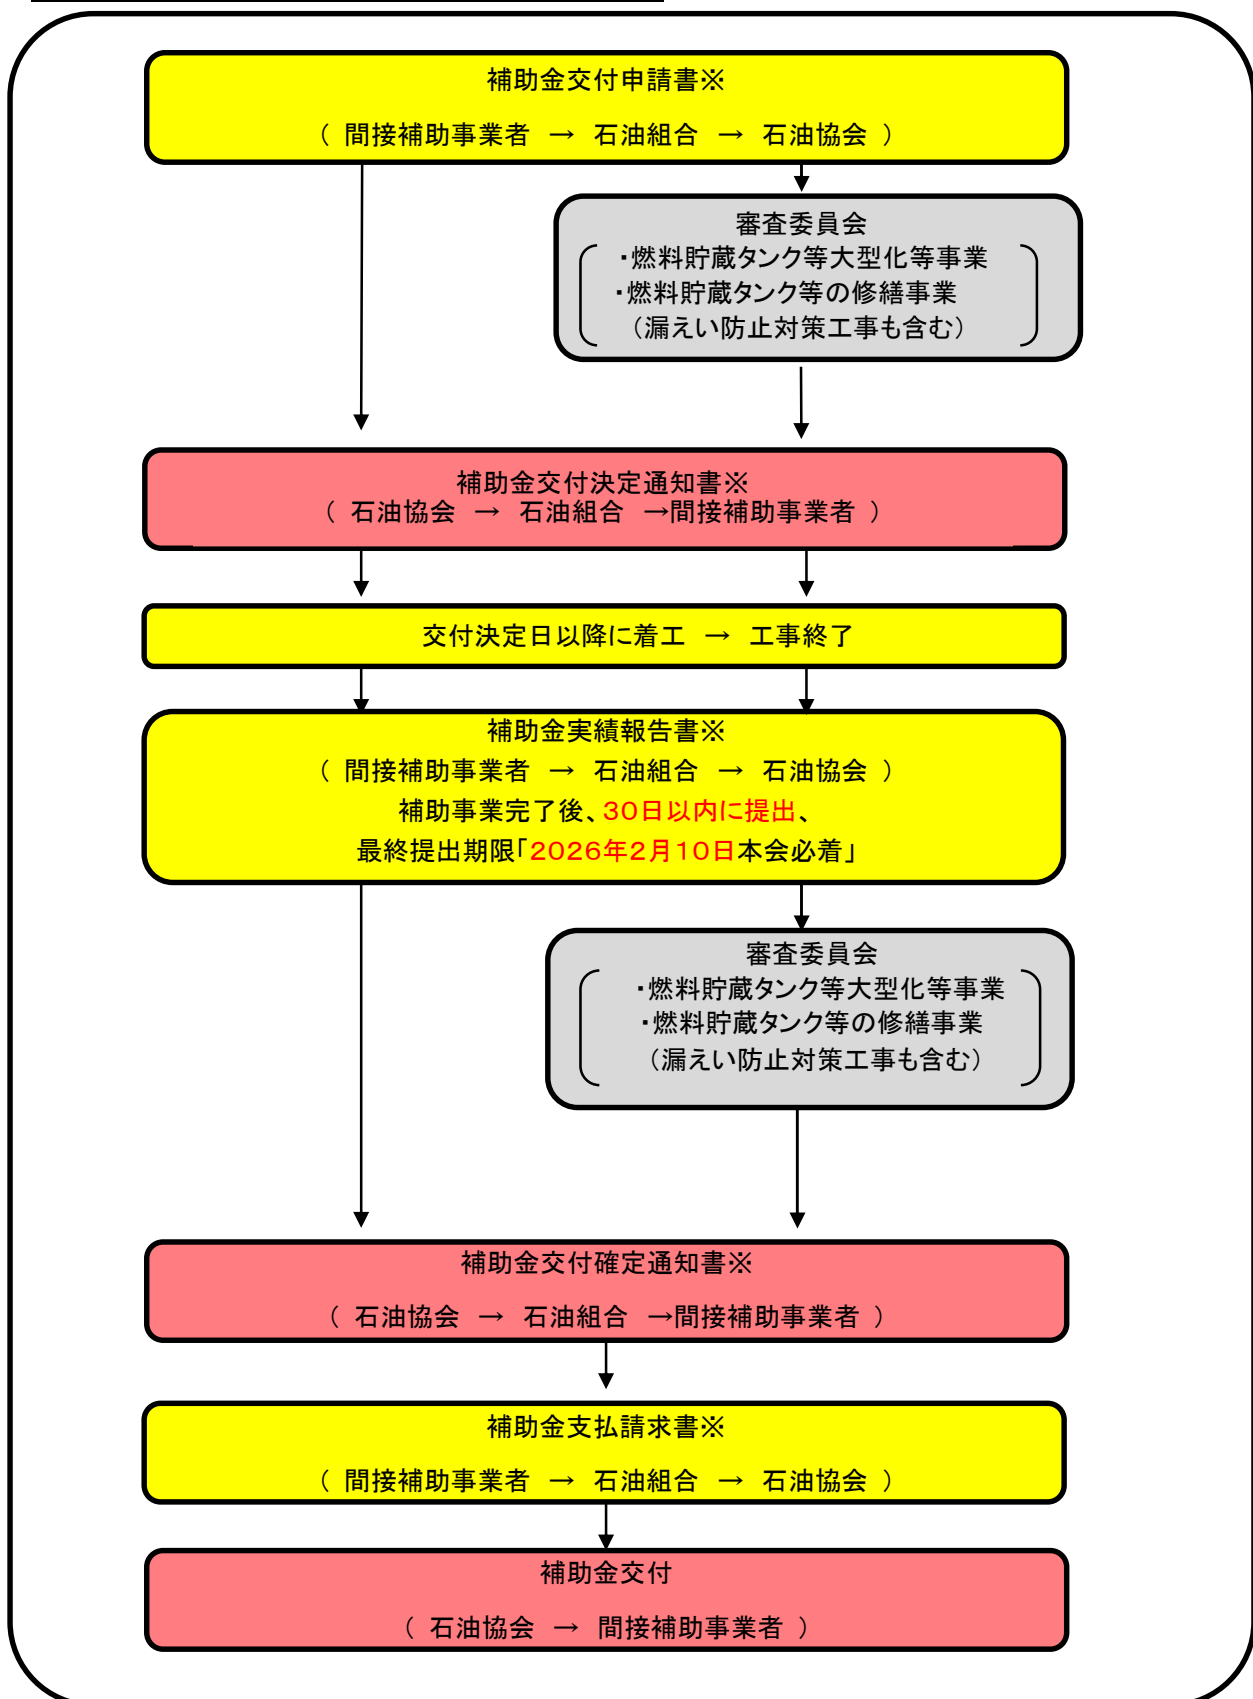 補助金交付申請書※
（ 間接補助事業者 → 石油組合 → 石油協会 ）
審査委員会
・燃料貯蔵タンク等大型化等事業
・燃料貯蔵タンク等の修繕事業
（漏えい防止対策工事も含む）
補助金交付決定通知書※
（ 石油協会 → 石油組合 →間接補助事業者 ）
交付決定日以降に着工 → 工事終了
補助金実績報告書※
（ 間接補助事業者 → 石油組合 → 石油協会 ）
補助事業完了後、３０日以内に提出、
最終提出期限「２０２６年２月１０日本会必着」
審査委員会
・燃料貯蔵タンク等大型化等事業
・燃料貯蔵タンク等の修繕事業
（漏えい防止対策工事も含む）
補助金交付確定通知書※
（ 石油協会 → 石油組合 →間接補助事業者 ）
補助金支払請求書※
（ 間接補助事業者 → 石油組合 → 石油協会 ）
補助金交付
（ 石油協会 → 間接補助事業者 ）